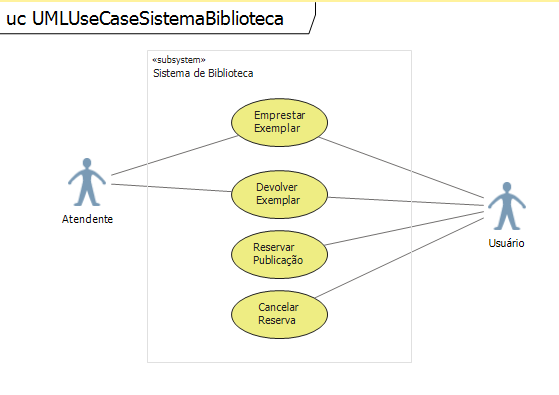 uc UMLUseCaseSistemaBiblioteca
«subsystem»
Sistema de Biblioteca
Emprestar
Exemplar
Atendente
Devolver
Exemplar
Usuário
Reservar
Publicação
Cancelar
Reserva